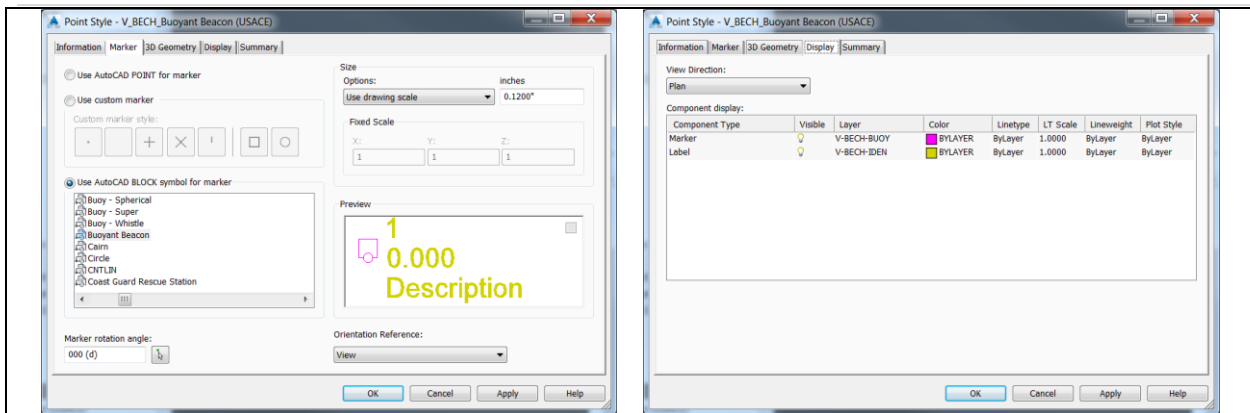 Point Style - V_BECH_Buoyant Beacon (USACE)
Information Marker 3D Geometry Display Summary
Use AutoCAD POINT for marker
Use custom marker
Custom marker style:
Use AutoCAD BLOCK symbol for marker
Buoy - Spherical
Buoy - Super
Buoy - Whistle
Buoyant Beacon
Cairn
Circle
CNTLIN
Coast Guard Rescue Station
Marker rotation angle:
000 (d)
Size
Options: inches
Use drawing scale 0.1200"
Fixed Scale
X: Y: Z:
1 1 1
Preview
1
0.000
Description
Orientation Reference:
View
OK Cancel Apply Help
Point Style - V_BECH_Buoyant Beacon (USACE)
Information Marker 3D Geometry Display Summary
View Direction:
Plan
Component display:
Component Type Visible Layer Color Linetype LT Scale Lineweight Plot Style
Marker V-BECH-BUOY BYLAYER ByLayer 1.0000 ByLayer ByLayer
Label V-BECH-IDEN BYLAYER ByLayer 1.0000 ByLayer ByLayer
OK Cancel Apply Help